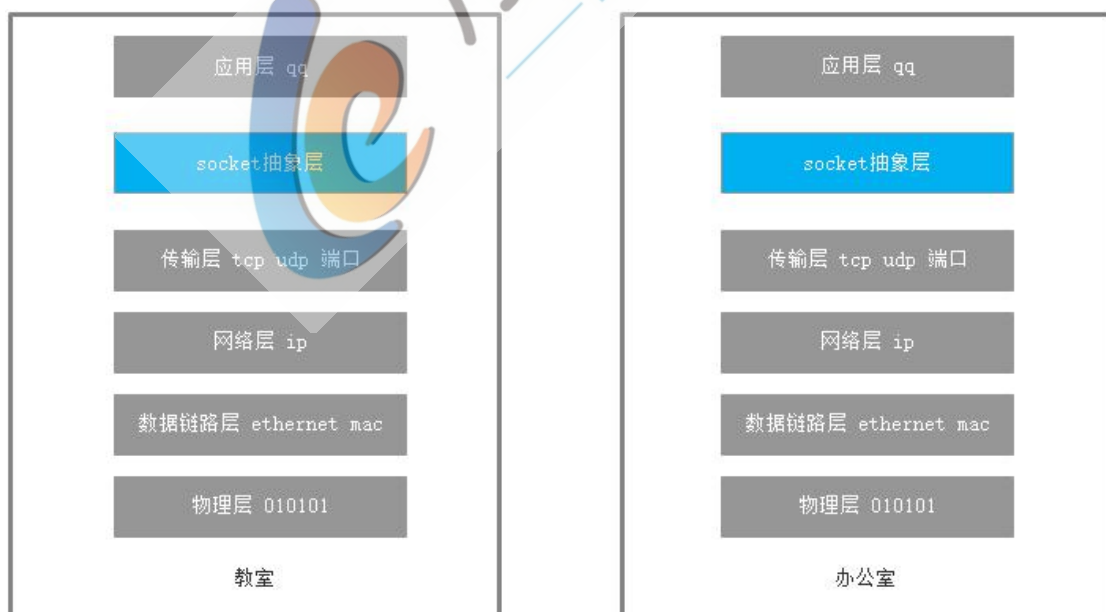 应用层 qq
socket抽象层
传输层 tcp udp 端口
网络层 ip
数据链路层 ethernet mac
物理层 010101
教室
应用层 qq
socket抽象层
传输层 tcp udp 端口
网络层 ip
数据链路层 ethernet mac
物理层 010101
办公室